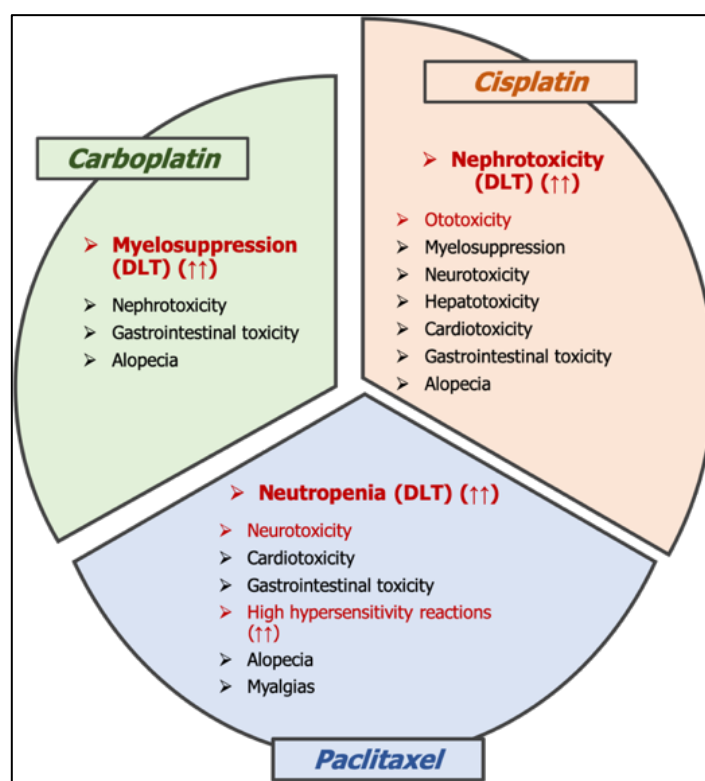 Carboplatin
➢ Myelosuppression
(DLT) (↑↑)
➢ Nephrotoxicity
➢ Gastrointestinal toxicity
➢ Alopecia
Cisplatin
➢ Nephrotoxicity
(DLT) (↑↑)
➢ Ototoxicity
➢ Myelosuppression
➢ Neurotoxicity
➢ Hepatotoxicity
➢ Cardiotoxicity
➢ Gastrointestinal toxicity
➢ Alopecia
➢ Neutropenia (DLT) (↑↑)
➢ Neurotoxicity
➢ Cardiotoxicity
➢ Gastrointestinal toxicity
➢ High hypersensitivity reactions
(↑↑)
➢ Alopecia
➢ Myalgias
Paclitaxel